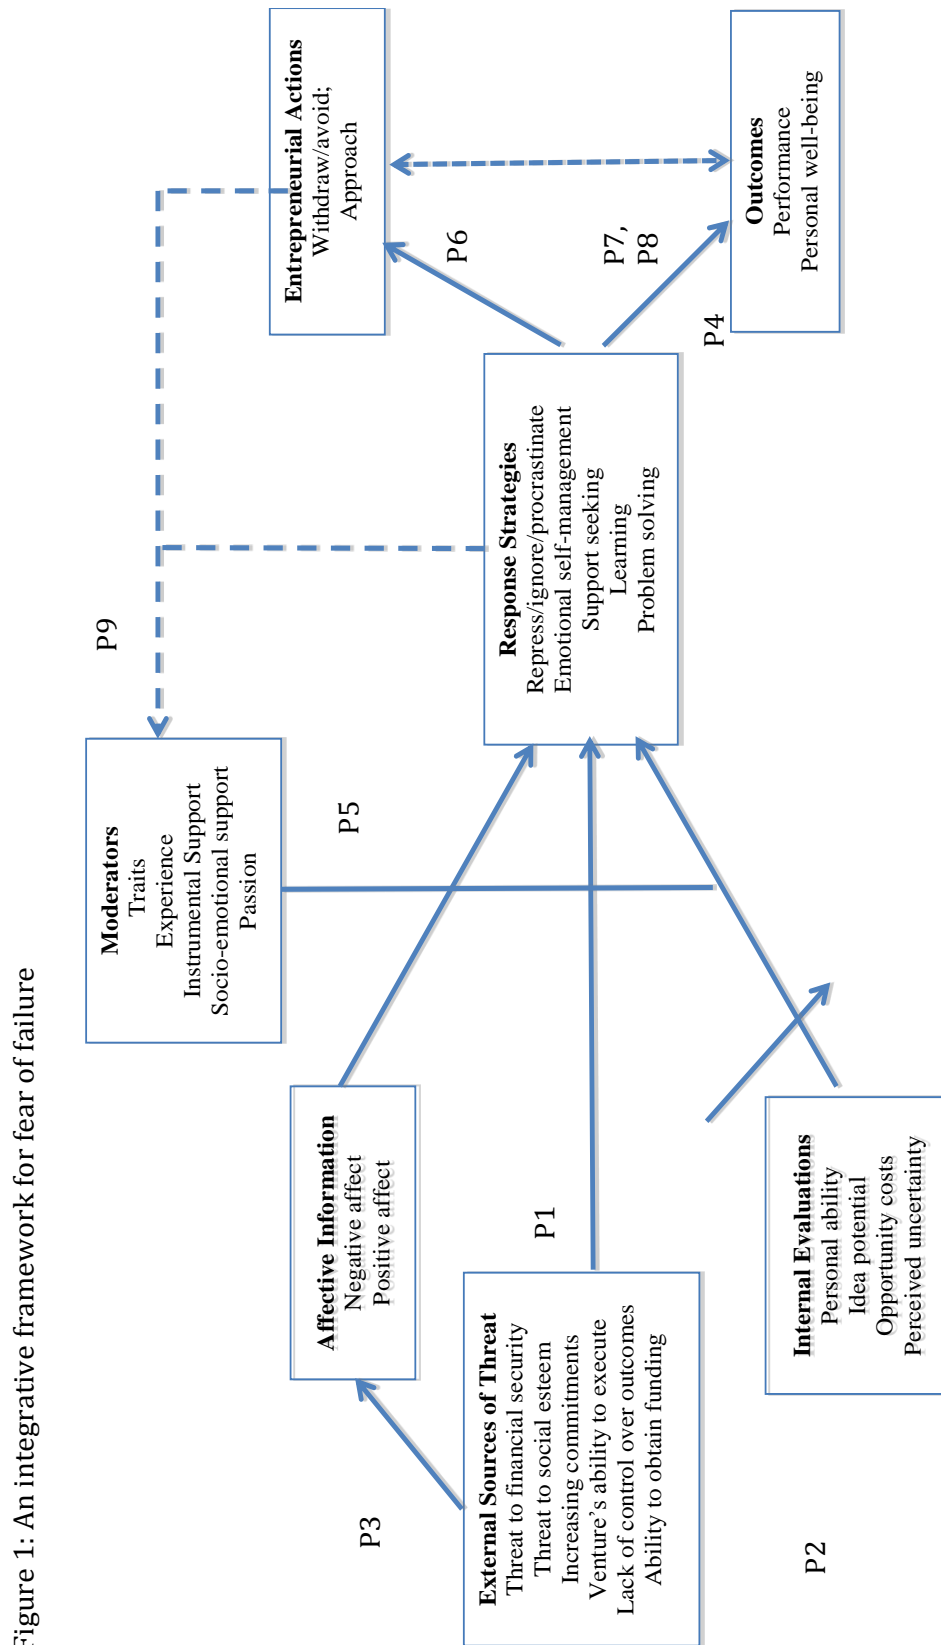 Figure 1: An integrative framework for fear of failure
P3
External Sources of Threat
Threat to financial security
Threat to social esteem
Increasing commitments
Venture's ability to execute
Lack of control over outcomes
Ability to obtain funding
P2
Affective Information
Negative affect
Positive affect
P1
Internal Evaluations
Personal ability
Idea potential
Opportunity costs
Perceived uncertainty
Moderators
Traits
Experience
Instrumental Support
Socio-emotional support
Passion
P5
P9
Response Strategies
Repress/ignore/procrastinate
Emotional self-management
Support seeking
Learning
Problem solving
P4
Entrepreneurial Actions
Withdraw/avoid;
Approach
P6
P7,
P8
Outcomes
Performance
Personal well-being